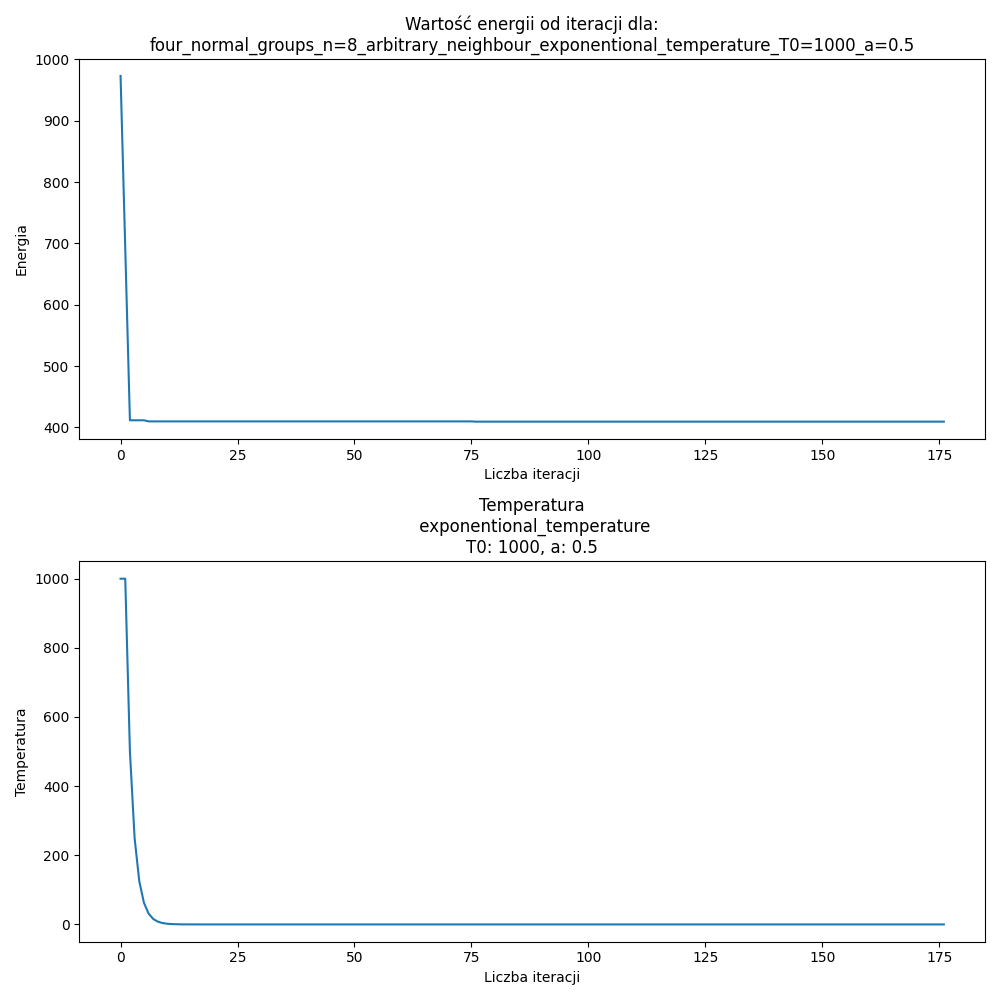 Wartość energii od iteracji dla:
four_normal_groups_n=8_arbitrary_neighbour_exponentional_temperature_T0=1000_a=0.5
1000
900
800
700
600
500
400
Energia
0 25 50 75 100 125 150 175
Liczba iteracji
Temperatura
exponentional_temperature
T0: 1000, a: 0.5
1000
800
600
400
200
0
Temperatura
0 25 50 75 100 125 150 175
Liczba iteracji